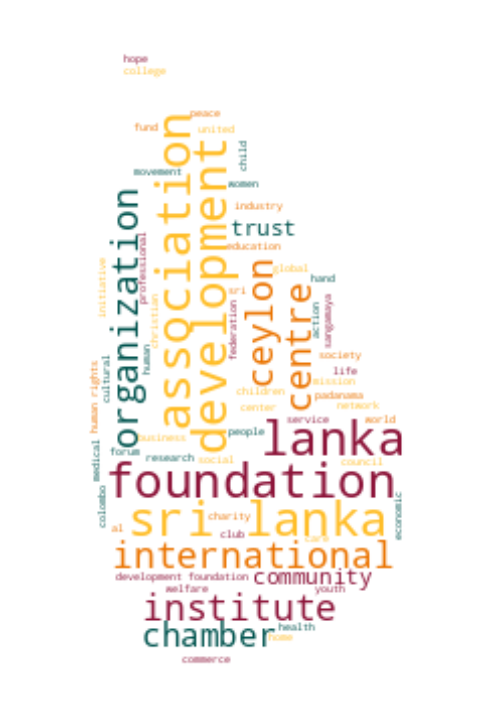 hope
college
peace
fund
united
association
development
child
movement
women
organization
industry
trust
education
professional
initiative
ceylon
global
hand
sri
centre
christian
federation
action
sangamaya
human
society
cultural
human rights
life
mission
children
padanama
center
network
service
world
lanka
people
business
forum
research
social
medical
council
foundation
colombo
economic
sri lanka
charity
al
club
care
international
development foundation
community
welfare
youth
institute
chamber
health
home
commerce